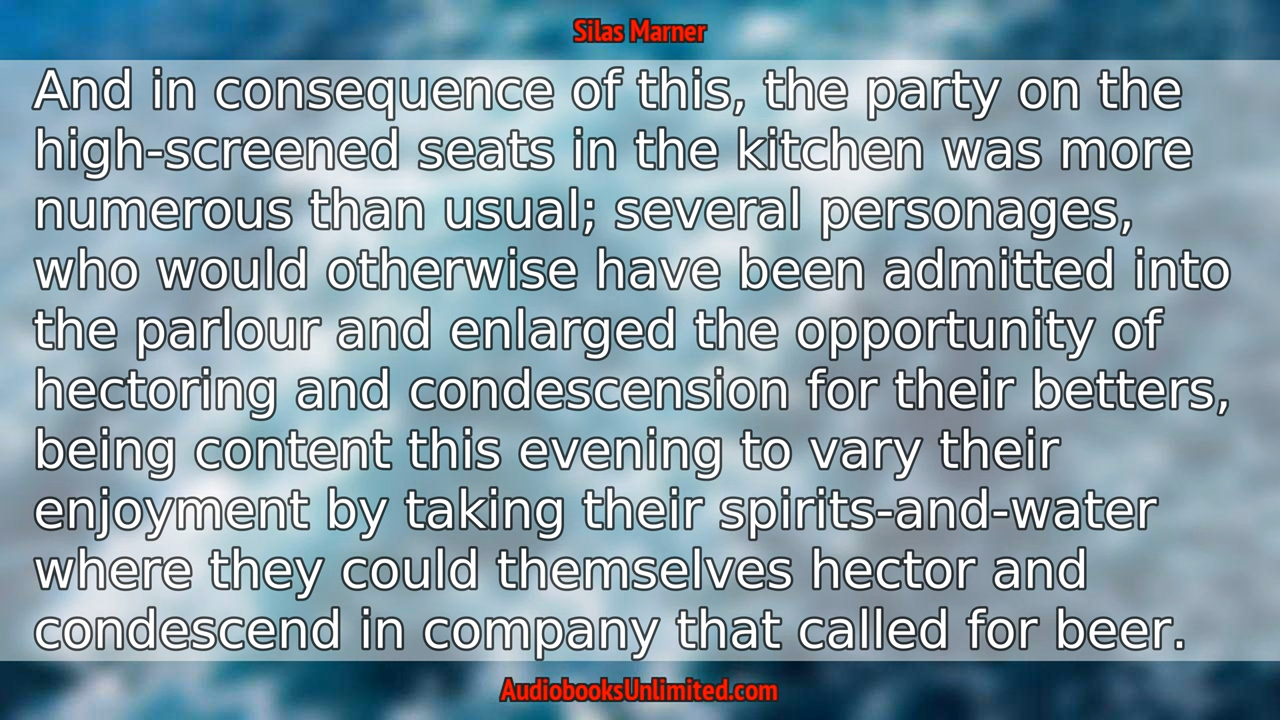 Silas Marner
And in consequence of this, the party on the
high-screened seats in the kitchen was more
numerous than usual; several personages,
who would otherwise have been admitted into
the parlour and enlarged the opportunity of
hectoring and condescension for their betters,
being content this evening to vary their
enjoyment by taking their spirits-and-water
where they could themselves hector and
condescend in company that called for beer.
AudiobooksUnlimited.com